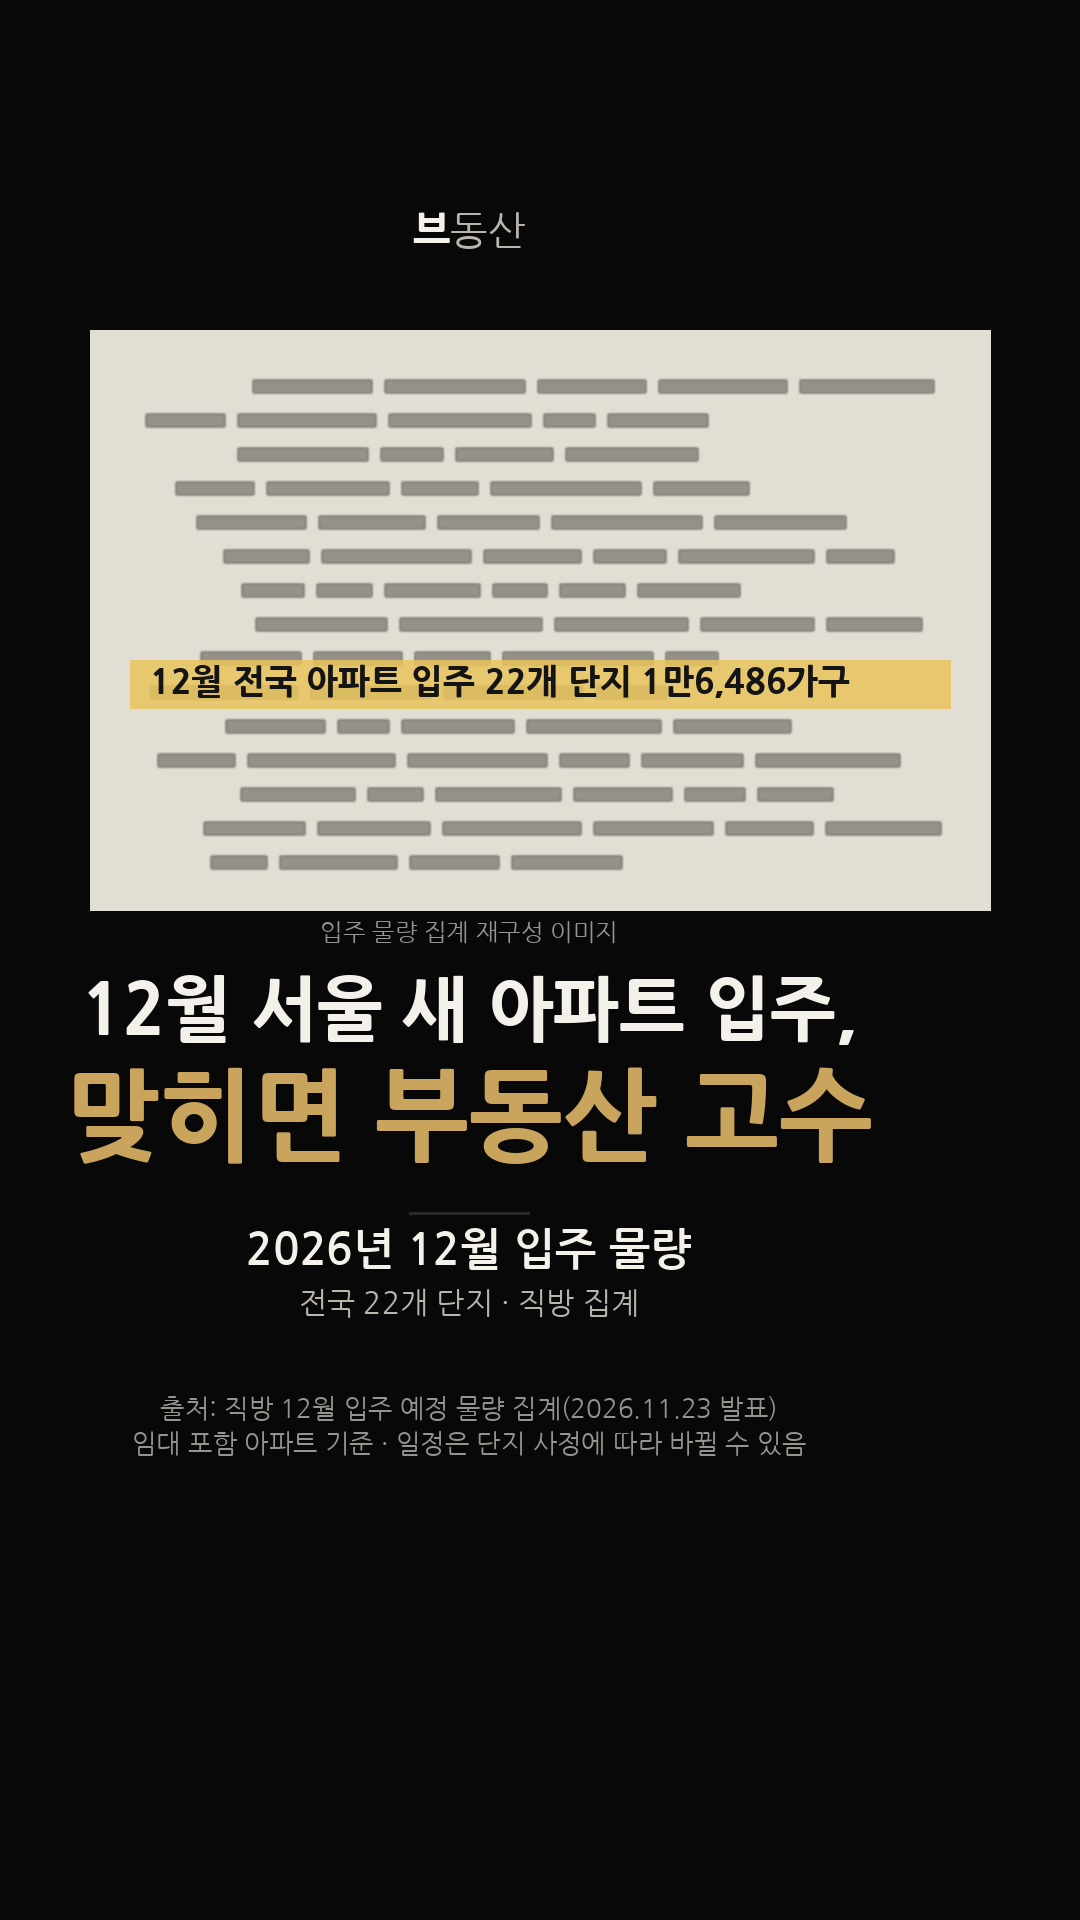 브동산
12월 전국 아파트 입주 22개 단지 1만6,486가구
입주 물량 집계 재구성 이미지
12월 서울 새 아파트 입주,
맞히면 부동산 고수
2026년 12월 입주 물량
전국 22개 단지 · 직방 집계
출처: 직방 12월 입주 예정 물량 집계(2026.11.23 발표)
임대 포함 아파트 기준 · 일정은 단지 사정에 따라 바뀔 수 있음